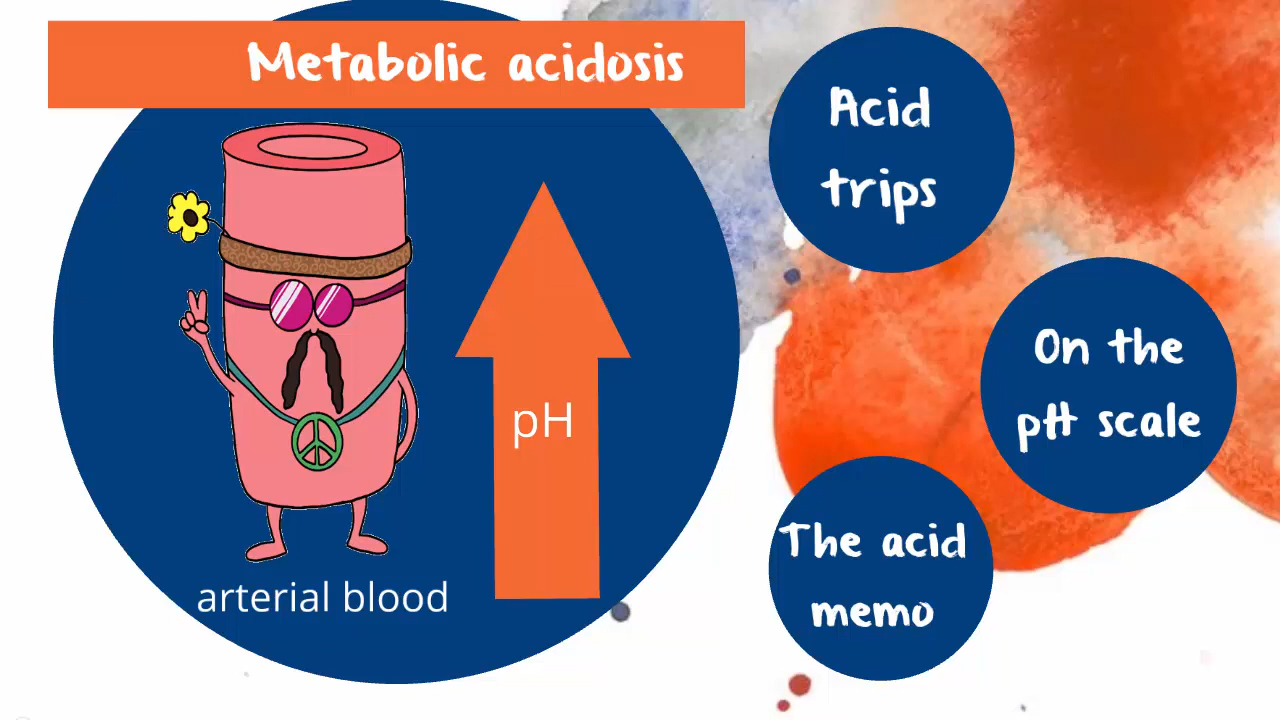 Metabolic acidosis
pH
arterial blood
Acid
trips
On the
pH scale
The acid
memo